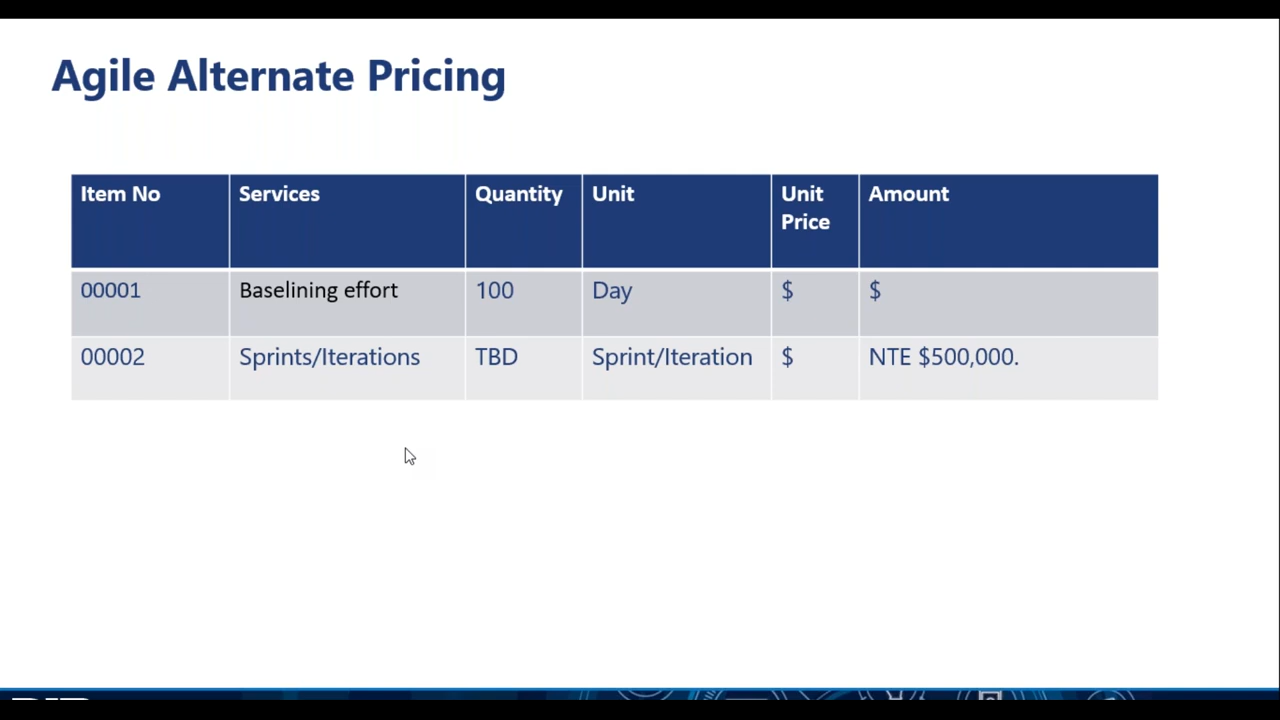 Agile Alternate Pricing
Item No Services Quantity Unit Unit Price Amount
00001 Baselining effort 100 Day $ $
00002 Sprints/Iterations TBD Sprint/Iteration $ NTE $500,000.